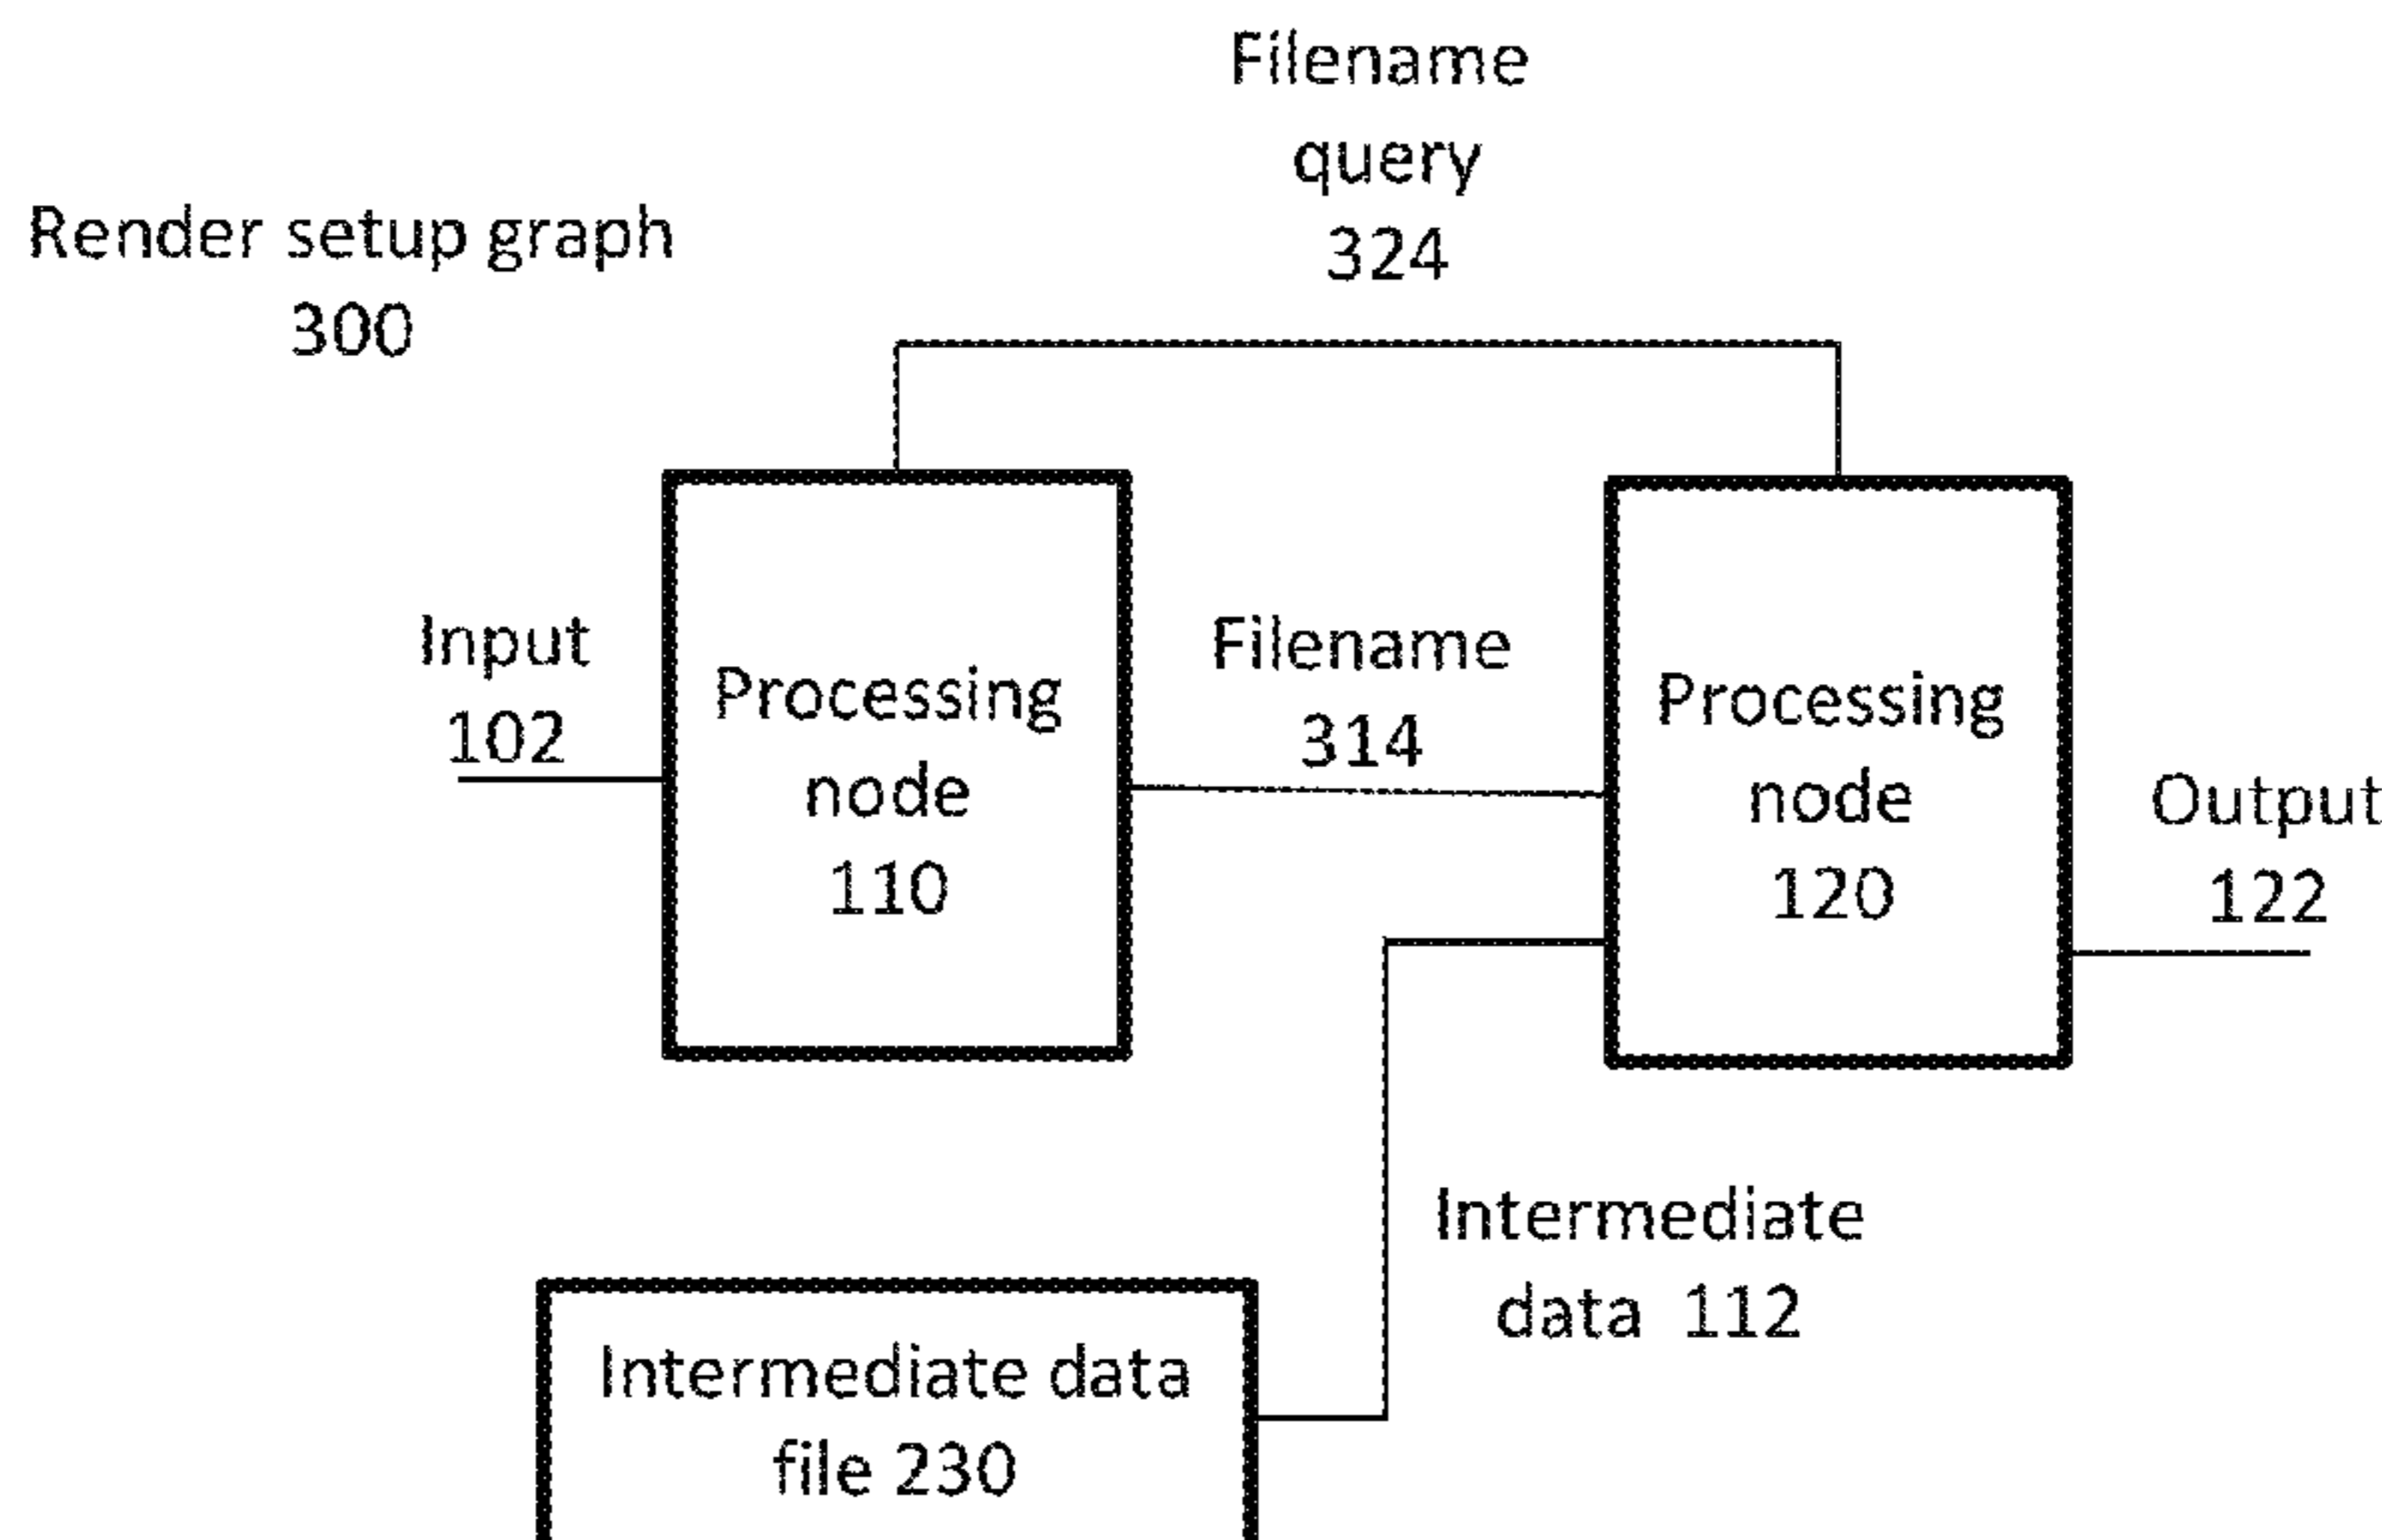 Filename
query
324
Render setup graph
300
Input
102
Processing
node
110
Filename
314
Processing
node
120
Output
122
Intermediate
data 112
Intermediate data
file 230